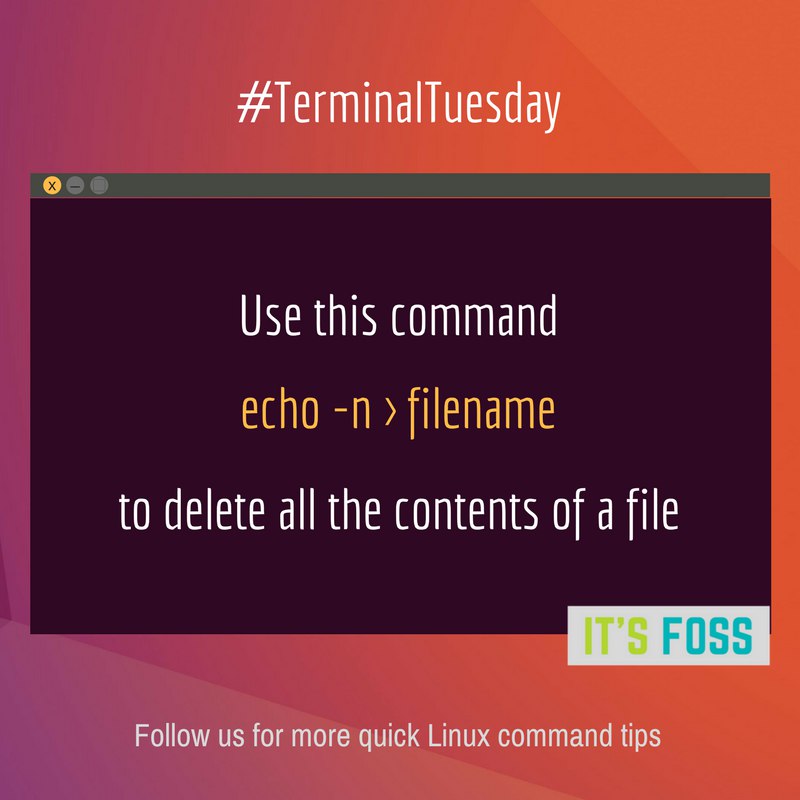 #TerminalTuesday
X
Use this command
echo -n > filename
to delete all the contents of a file
IT'S FOSS
Follow us for more quick Linux command tips